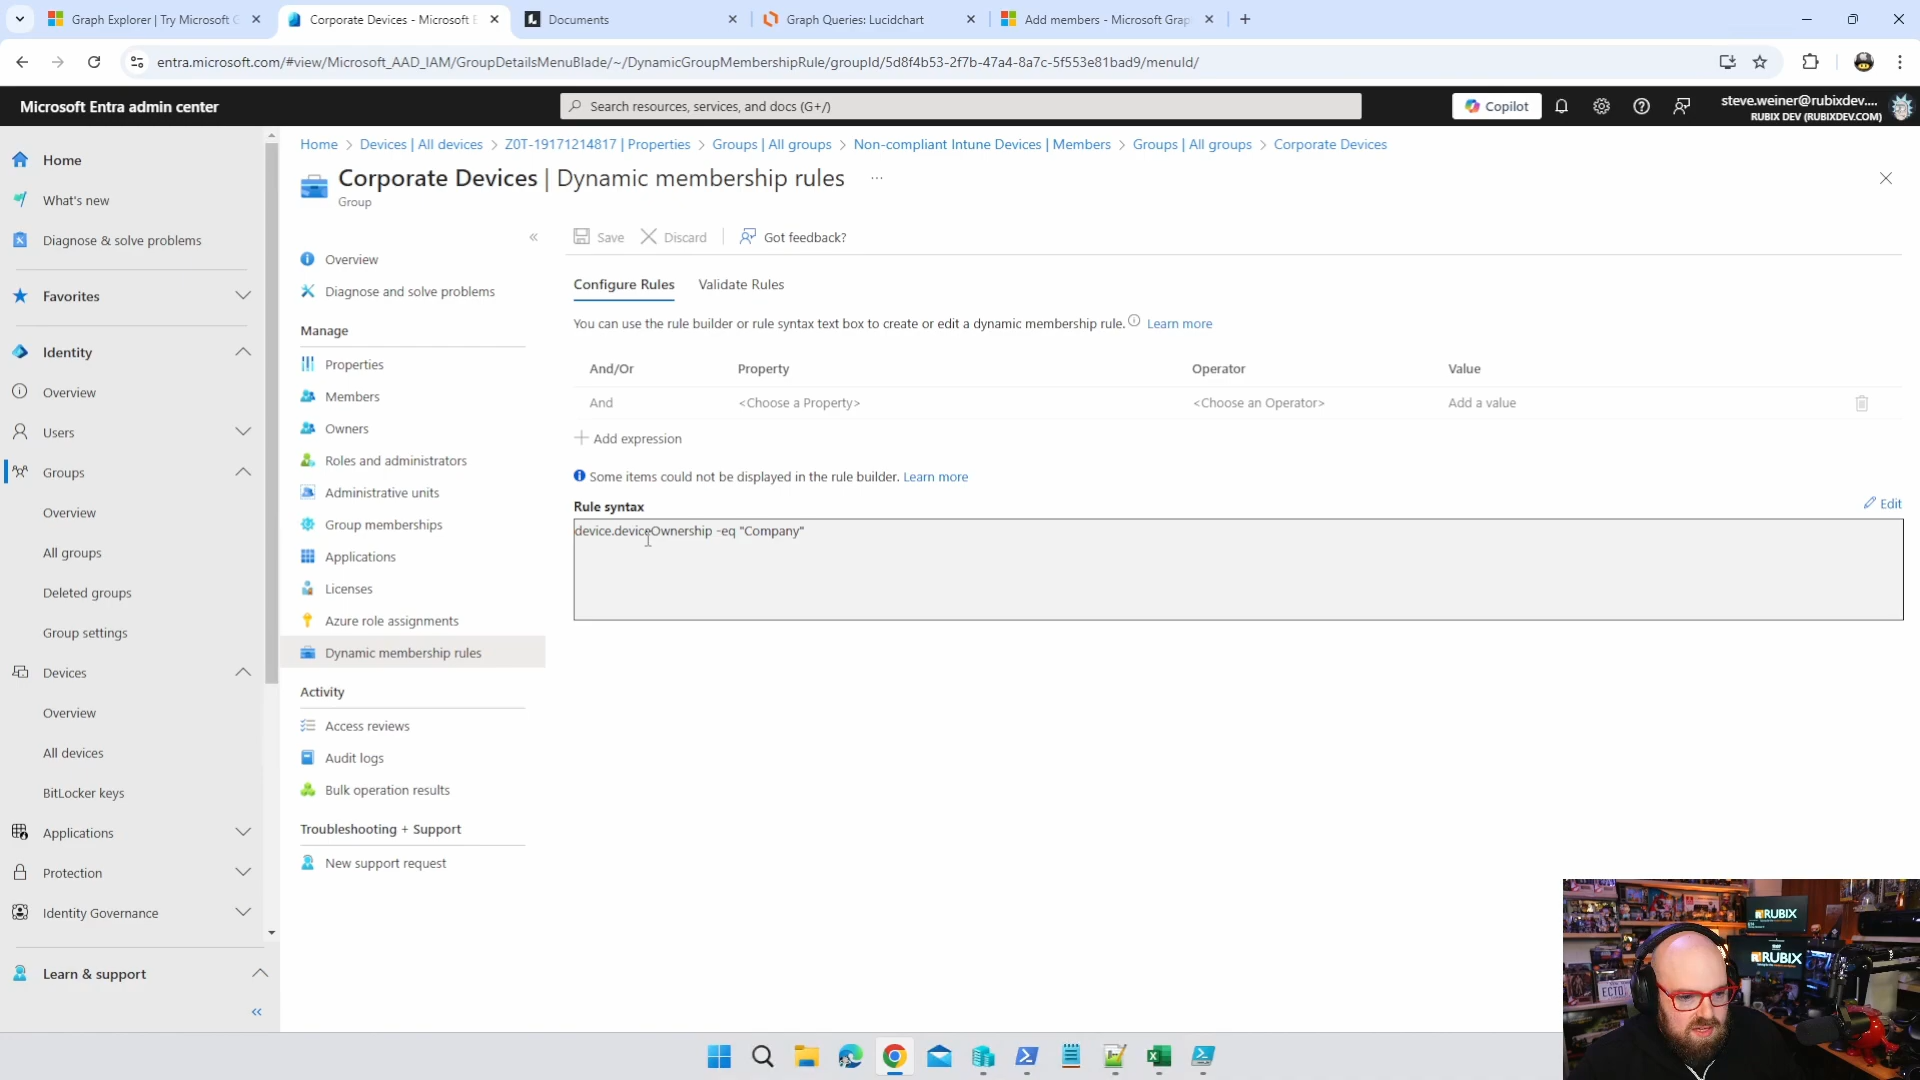 Graph Explorer | Try Microsoft G
Corporate Devices - Microsoft E
Documents
Graph Queries: Lucidchart
Add members - Microsoft Grap
entra.microsoft.com/#view/Microsoft_AAD_IAM/GroupDetailsMenuBlade/~/DynamicGroupMembershipRule/groupId/5d8f4b53-2f7b-47a4-8a7c-5f553e81bad9/menuId/
Microsoft Entra admin center
Search resources, services, and docs (G+/)
Copilot
steve.weiner@rubixdev....
RUBIX DEV (RUBIXDEV.COM)
Home
What's new
Diagnose & solve problems
Favorites
Identity
Overview
Users
Groups
Overview
All groups
Deleted groups
Group settings
Devices
Overview
All devices
BitLocker keys
Applications
Protection
Identity Governance
Learn & support
Home > Devices | All devices > Z0T-19171214817 | Properties > Groups | All groups > Non-compliant Intune Devices | Members > Groups | All groups > Corporate Devices
Corporate Devices | Dynamic membership rules ...
Group
Overview
Diagnose and solve problems
Manage
Properties
Members
Owners
Roles and administrators
Administrative units
Group memberships
Applications
Licenses
Azure role assignments
Dynamic membership rules
Activity
Access reviews
Audit logs
Bulk operation results
Troubleshooting + Support
New support request
Save Discard | Got feedback?
Configure Rules Validate Rules
You can use the rule builder or rule syntax text box to create or edit a dynamic membership rule. Learn more
And/Or Property Operator Value
And <Choose a Property> <Choose an Operator> Add a value
+ Add expression
Some items could not be displayed in the rule builder. Learn more
Rule syntax
Edit
device.deviceOwnership -eq "Company"
RUBIX
RUBIX
ECTO